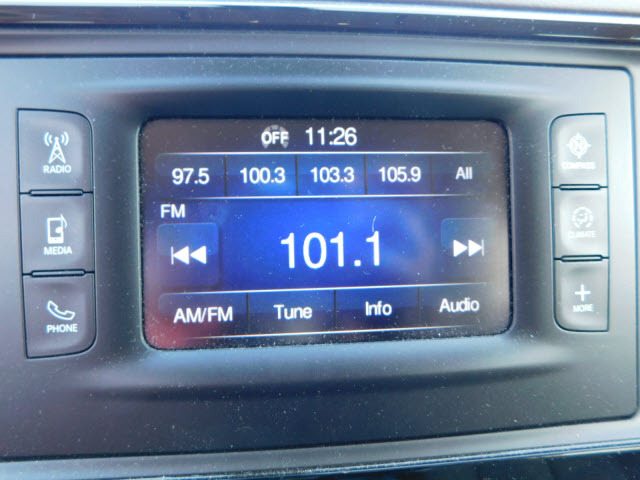 OFF 11:26
97.5 100.3 103.3 105.9 All
FM
101.1
AM/FM Tune Info Audio
RADIO
MEDIA
PHONE
N
COMPASS
CLIMATE
MORE